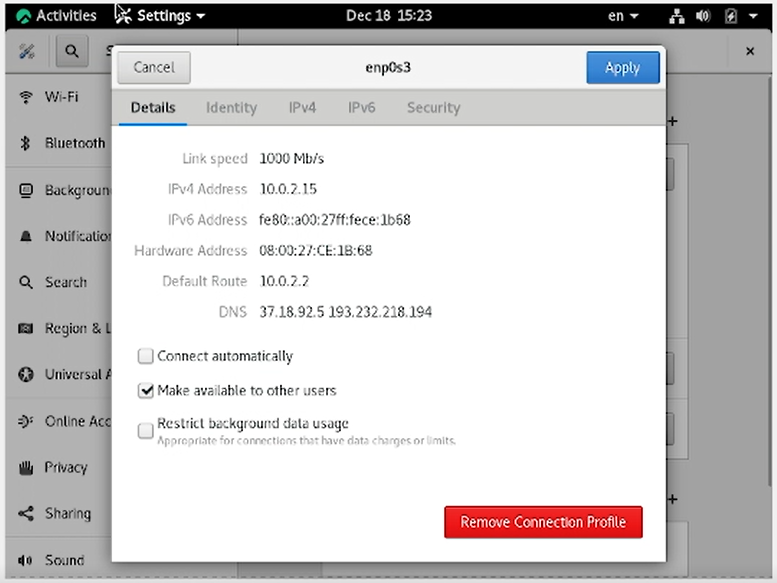 Activities Settings Dec 18 15:23 en
Cancel enp0s3 Apply
Details Identity IPv4 IPv6 Security
Link speed 1000 Mb/s
IPv4 Address 10.0.2.15
IPv6 Address fe80::a00:27ff:fece:1b68
Hardware Address 08:00:27:CE:1B:68
Default Route 10.0.2.2
DNS 37.18.92.5 193.232.218.194
Connect automatically
Make available to other users
Restrict background data usage
Appropriate for connections that have data charges or limits.
Remove Connection Profile
S
Wi-Fi
Bluetooth
Backgroun
Notification
Search
Region & L
Universal A
Online Acc
Privacy
Sharing
Sound